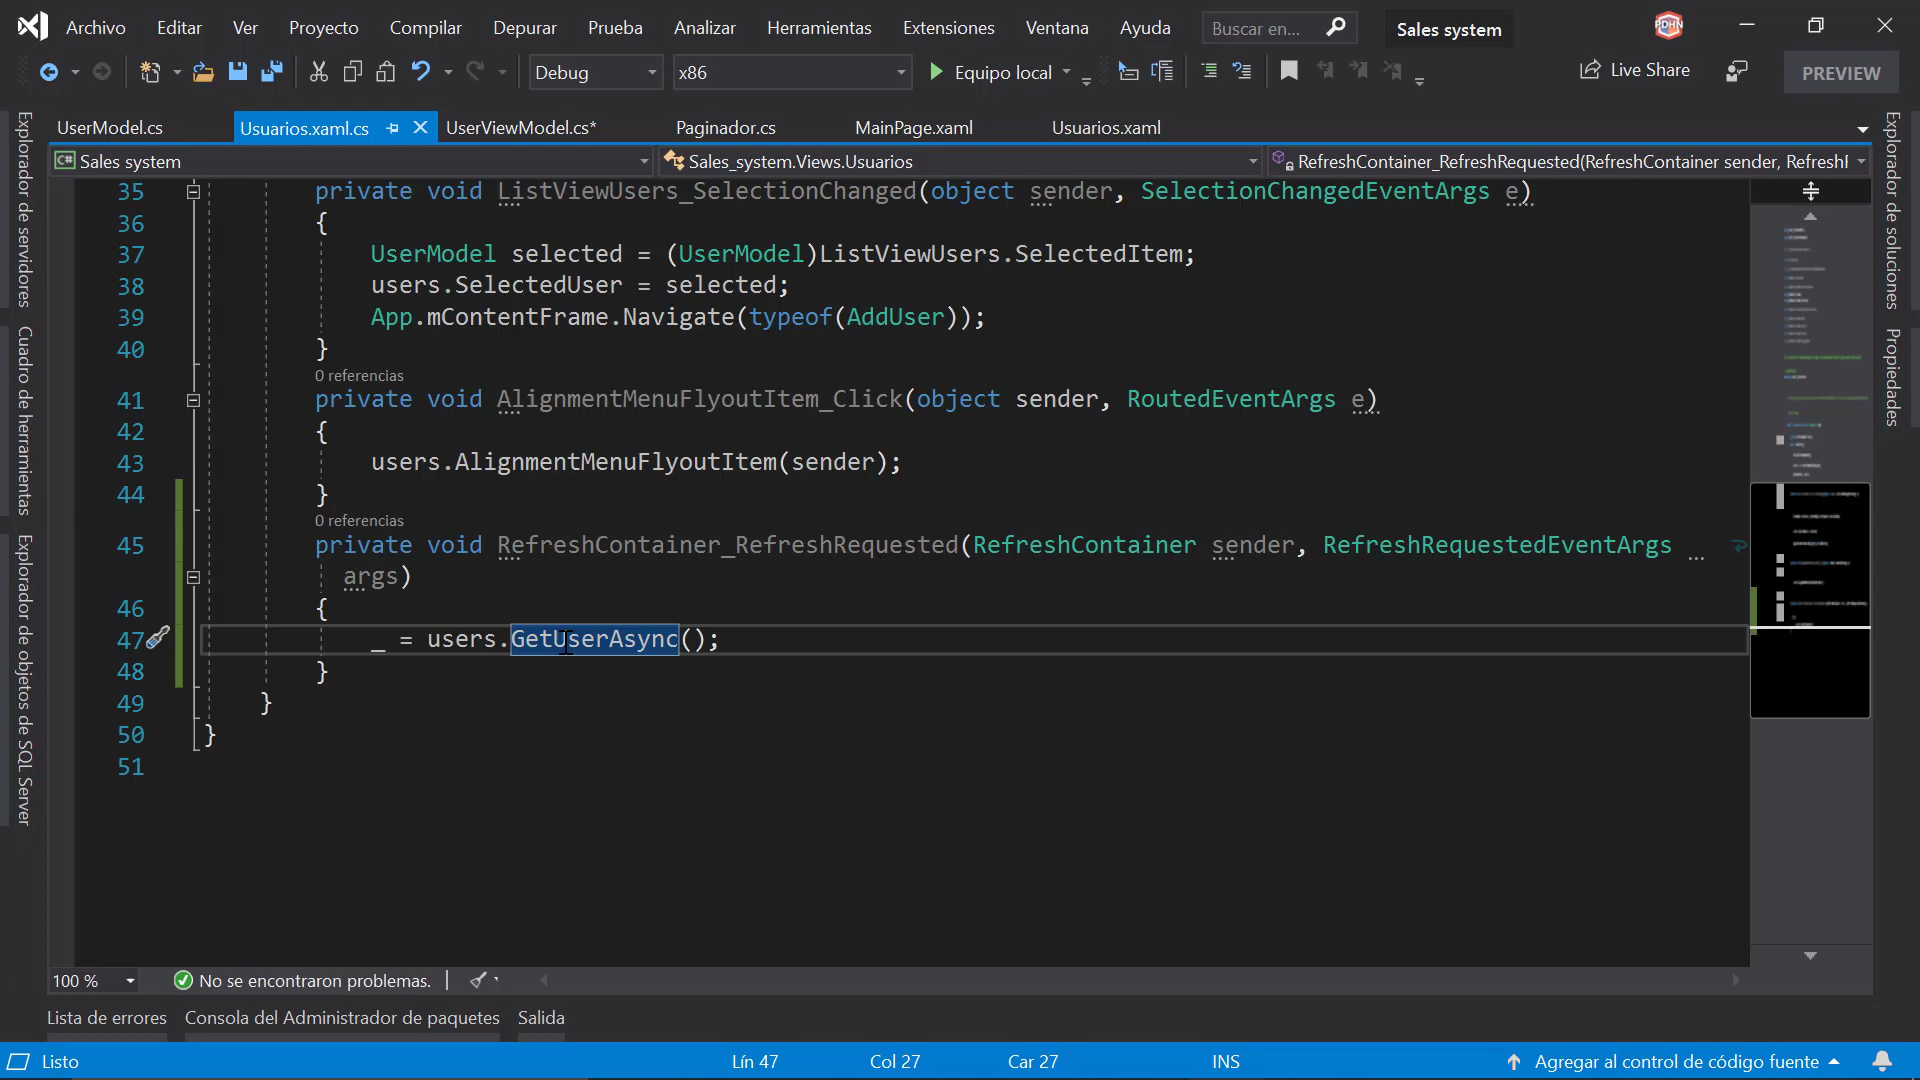 Archivo Editar Ver Proyecto Compilar Depurar Prueba Analizar Herramientas Extensiones Ventana Ayuda Buscar en... Sales system PDHN
Debug x86 Equipo local Live Share PREVIEW
UserModel.cs Usuarios.xaml.cs UserViewModel.cs* Paginador.cs MainPage.xaml Usuarios.xaml
C# Sales system Sales_system.Views.Usuarios RefreshContainer_RefreshRequested(RefreshContainer sender, Refresh
35 private void ListViewUsers_SelectionChanged(object sender, SelectionChangedEventArgs e)
36 {
37 UserModel selected = (UserModel)ListViewUsers.SelectedItem;
38 users.SelectedUser = selected;
39 App.mContentFrame.Navigate(typeof(AddUser));
40 }
0 referencias
41 private void AlignmentMenuFlyoutItem_Click(object sender, RoutedEventArgs e)
42 {
43 users.AlignmentMenuFlyoutItem(sender);
44 }
0 referencias
45 private void RefreshContainer_RefreshRequested(RefreshContainer sender, RefreshRequestedEventArgs
args)
46 {
47 _ = users.GetUserAsync();
48 }
49 }
50 }
51
Explorador de servidores
Cuadro de herramientas
Explorador de objetos de SQL Server
Explorador de soluciones
Propiedades
100 % No se encontraron problemas.
Lista de errores Consola del Administrador de paquetes Salida
Listo Lín 47 Col 27 Car 27 INS Agregar al control de código fuente